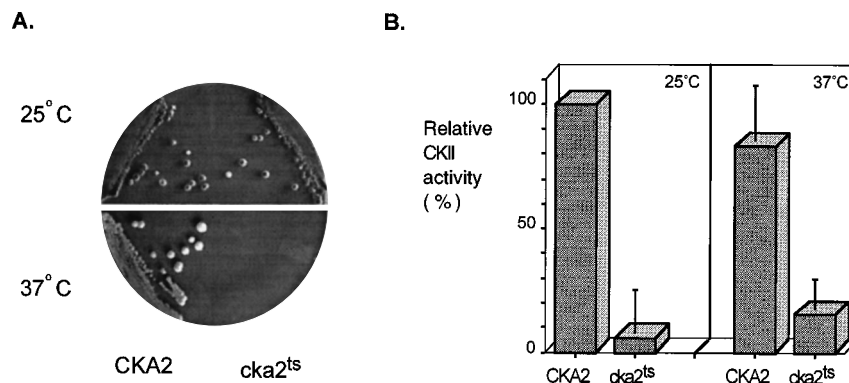 A.
25°C
37°C
CKA2 cka2ts
B.
Relative
CKII
activity
(%)
100
50
0
25°C
37°C
CKA2 cka2ts CKA2 cka2ts